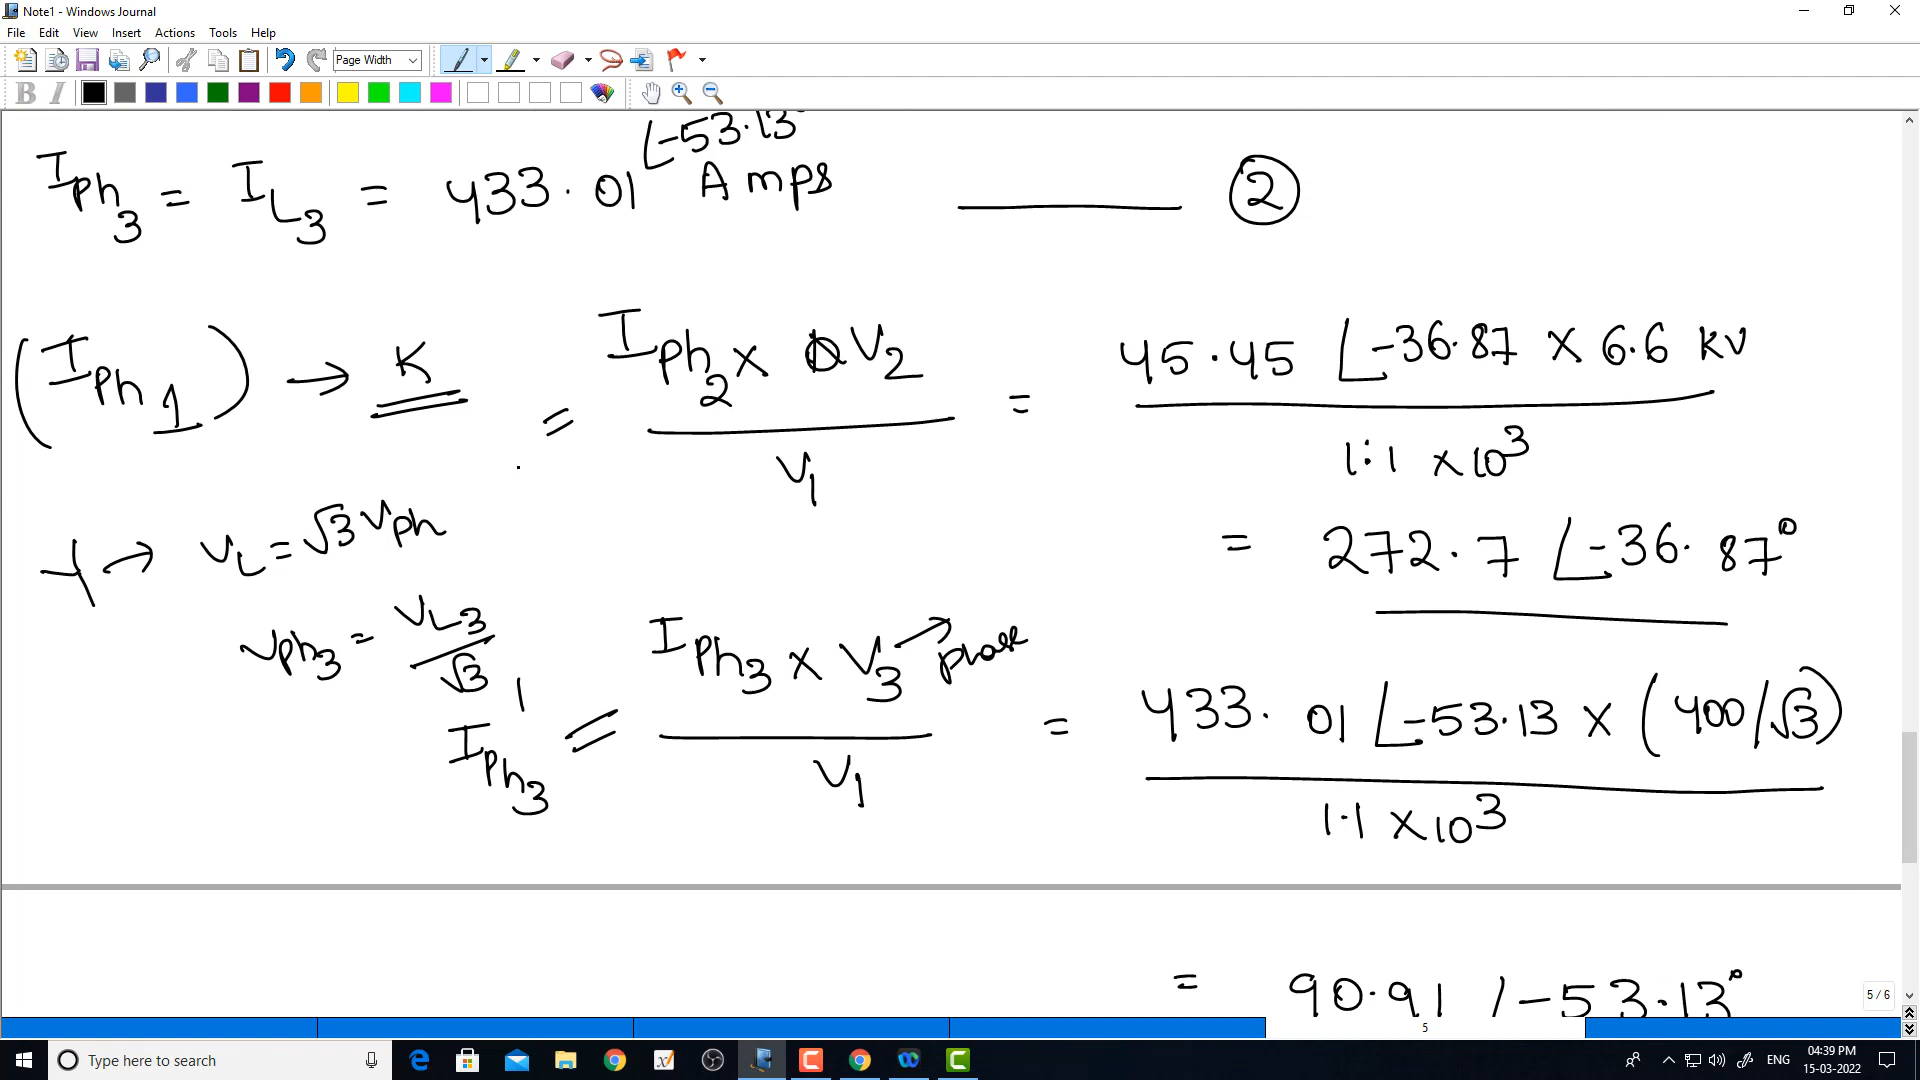 Note1 - Windows Journal
File Edit View Insert Actions Tools Help
Page Width
B I
∠-53.13°
Iph3 = IL3 = 433.01 Amps ——— ②
(Iph1) → K = Iph2 × V2 / V1 = 45.45 ∠-36.87 × 6.6 KV / 1.1 × 10³
= 272.7 ∠-36.87°
Y → VL = √3 Vph
Vph3 = VL3 / √3
I'ph3 = Iph3 × V3 → phase / V1 = 433.01 ∠-53.13 × (400/√3) / 1.1 × 10³
= 90.91 ∠-53.13°
5 / 6
5
Type here to search
ENG
04:39 PM
15-03-2022